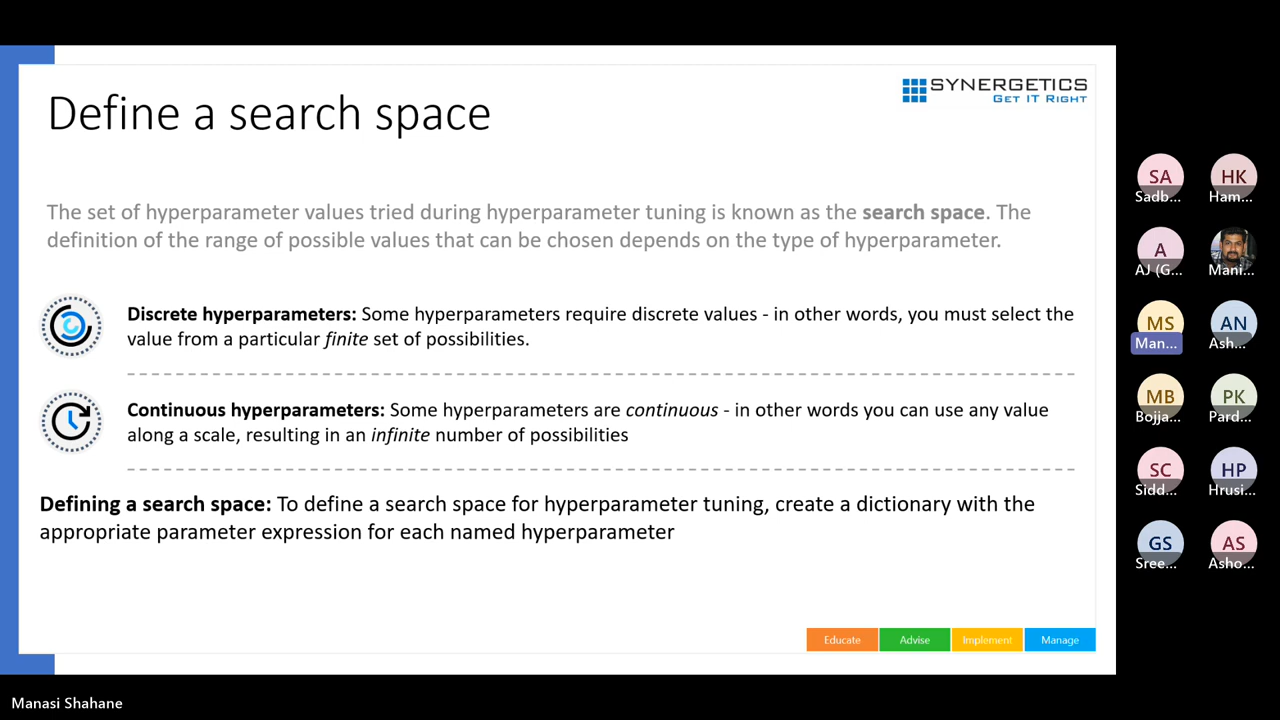 SYNERGETICS
GET IT RIGHT
Define a search space
The set of hyperparameter values tried during hyperparameter tuning is known as the search space. The
definition of the range of possible values that can be chosen depends on the type of hyperparameter.
Discrete hyperparameters: Some hyperparameters require discrete values - in other words, you must select the
value from a particular finite set of possibilities.
Continuous hyperparameters: Some hyperparameters are continuous - in other words you can use any value
along a scale, resulting in an infinite number of possibilities
Defining a search space: To define a search space for hyperparameter tuning, create a dictionary with the
appropriate parameter expression for each named hyperparameter
Educate Advise Implement Manage
SA HK
Sadb... Ham...
A
AJ (G... Mani...
MS AN
Man... Ash...
MB PK
Bojja... Pard...
SC HP
Sidd... Hrusi...
GS AS
Sree... Asho...
Manasi Shahane